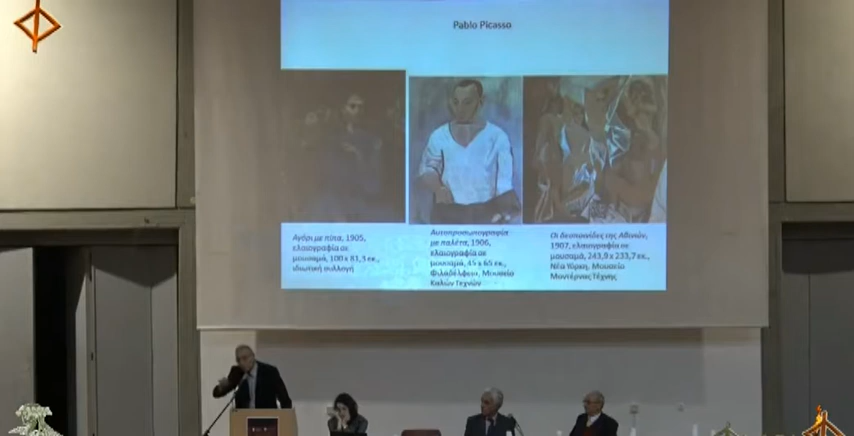 Pablo Picasso
Αγόρι με πίπα, 1905,
ελαιογραφία σε
μουσαμά, 100 x 81,3 εκ.,
ιδιωτική συλλογή
Αυτοπροσωπογραφία
με παλέτα, 1906,
ελαιογραφία σε
μουσαμά, 45 x 65 εκ.,
Φιλαδέλφεια, Μουσείο
Καλών Τεχνών
Οι δεσποινίδες της Αβινιόν,
1907, ελαιογραφία σε
μουσαμά, 243,9 x 233,7 εκ.,
Νέα Υόρκη, Μουσείο
Μοντέρνας Τέχνης